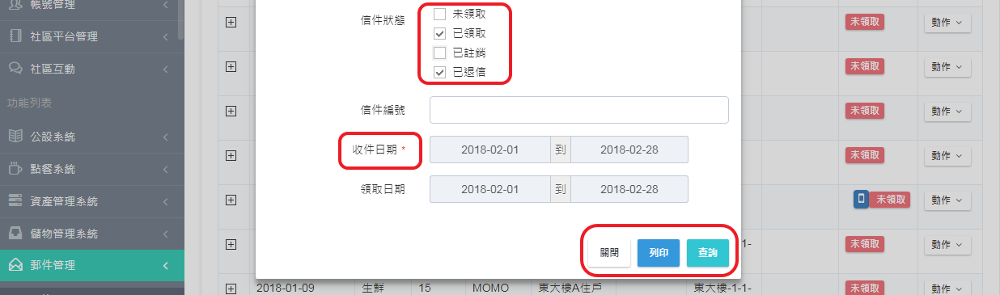 帳號管理
社區平台管理
社區互動
功能列表
公設系統
點餐系統
資產管理系統
儲物管理系統
郵件管理
信件狀態
未領取
已領取
已註銷
已退信
信件編號
收件日期 *
2018-02-01 到 2018-02-28
領取日期
2018-02-01 到 2018-02-28
關閉 列印 查詢
未領取 動作
未領取 動作
未領取 動作
未領取 動作
未領取 動作
1-1- 未領取 動作
2018-01-09 生鮮 15 MOMO 東大樓A住戶 東大樓-1-1- 未領取 動作